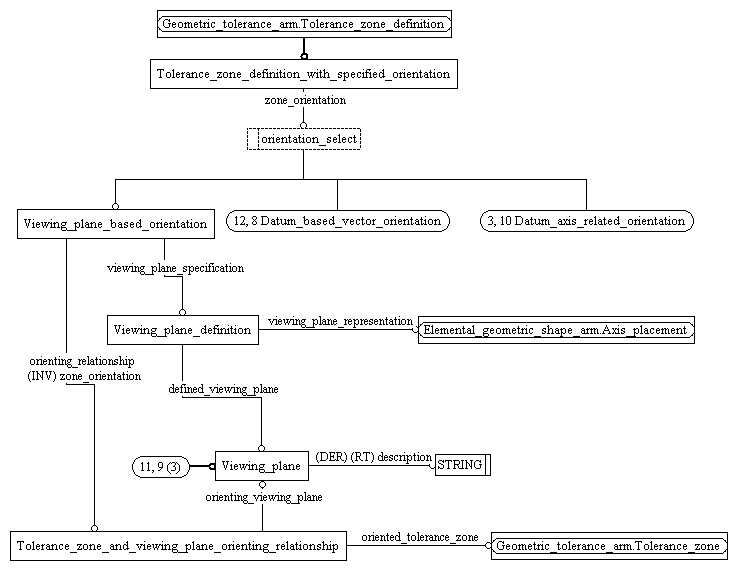 Geometric_tolerance_arm.Tolerance_zone_definition
Tolerance_zone_definition_with_specified_orientation
zone_orientation
orientation_select
Viewing_plane_based_orientation
12, 8 Datum_based_vector_orientation
3, 10 Datum_axis_related_orientation
viewing_plane_specification
Viewing_plane_definition
viewing_plane_representation
Elemental_geometric_shape_arm.Axis_placement
orienting_relationship
(INV) zone_orientation
defined_viewing_plane
11, 9 (3)
Viewing_plane
(DER) (RT) description
STRING
orienting_viewing_plane
Tolerance_zone_and_viewing_plane_orienting_relationship
oriented_tolerance_zone
Geometric_tolerance_arm.Tolerance_zone